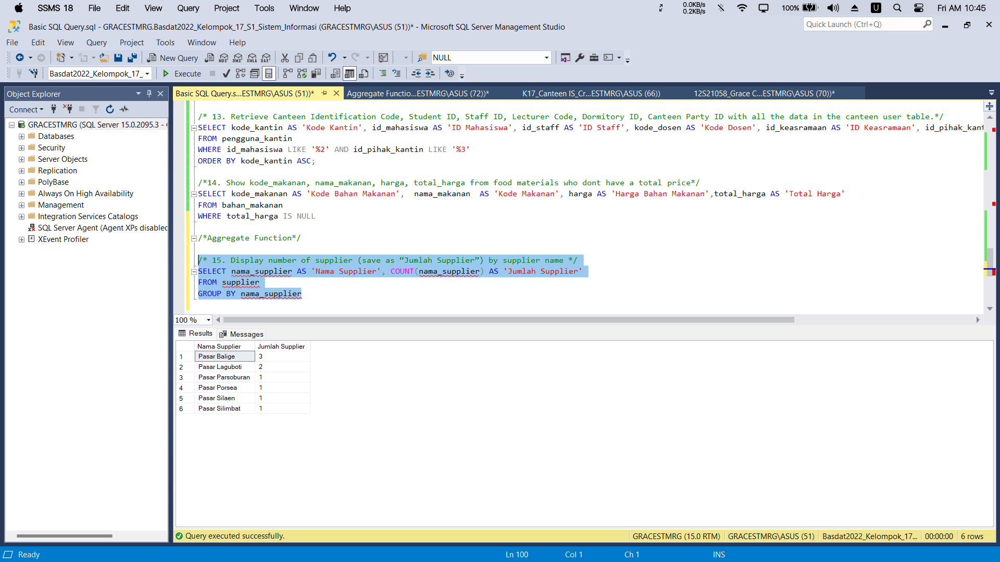 SSMS 18 File Edit View Query Project Tools Window Help 0.0KB/s 0.2KB/s 100% U Fri AM 10:45
Basic SQL Query.sql - GRACESTMRG.Basdat2022_Kelompok_17_S1_Sistem_Informasi (GRACESTMRG\ASUS (51))* - Microsoft SQL Server Management Studio
Quick Launch (Ctrl+Q)
File Edit View Query Project Tools Window Help
New Query MDX DMX XMLA DAX NULL
Basdat2022_Kelompok_17_ Execute
Object Explorer
Connect
GRACESTMRG (SQL Server 15.0.2095.3 -
Databases
Security
Server Objects
Replication
PolyBase
Always On High Availability
Management
Integration Services Catalogs
SQL Server Agent (Agent XPs disabled
XEvent Profiler
Basic SQL Query.s...ESTMRG\ASUS (51))* Aggregate Functio...ESTMRG\ASUS (72))* K17_Canteen IS_Cr...ESTMRG\ASUS (66)) 12S21058_Grace C...ESTMRG\ASUS (70))*
/* 13. Retrieve Canteen Identification Code, Student ID, Staff ID, Lecturer Code, Dormitory ID, Canteen Party ID with all the data in the canteen user table.*/
SELECT kode_kantin AS 'Kode Kantin', id_mahasiswa AS 'ID Mahasiswa', id_staff AS 'ID Staff', kode_dosen AS 'Kode Dosen', id_keasramaan AS 'ID Keasramaan', id_pihak_kant
FROM pengguna_kantin
WHERE id_mahasiswa LIKE '%2' AND id_pihak_kantin LIKE '%3'
ORDER BY kode_kantin ASC;
/*14. Show kode_makanan, nama_makanan, harga, total_harga from food materials who dont have a total price*/
SELECT kode_makanan AS 'Kode Bahan Makanan', nama_makanan AS 'Kode Makanan', harga AS 'Harga Bahan Makanan',total_harga AS 'Total Harga'
FROM bahan_makanan
WHERE total_harga IS NULL
/*Aggregate Function*/
/* 15. Display number of supplier (save as “Jumlah Supplier”) by supplier name */
SELECT nama_supplier AS 'Nama Supplier', COUNT(nama_supplier) AS 'Jumlah Supplier'
FROM supplier
GROUP BY nama_supplier
100 %
Results Messages
Nama Supplier Jumlah Supplier
1 Pasar Balige 3
2 Pasar Laguboti 2
3 Pasar Parsoburan 1
4 Pasar Porsea 1
5 Pasar Silaen 1
6 Pasar Silimbat 1
Query executed successfully. GRACESTMRG (15.0 RTM) GRACESTMRG\ASUS (51) Basdat2022_Kelompok_17... 00:00:00 6 rows
Ready Ln 100 Col 1 Ch 1 INS